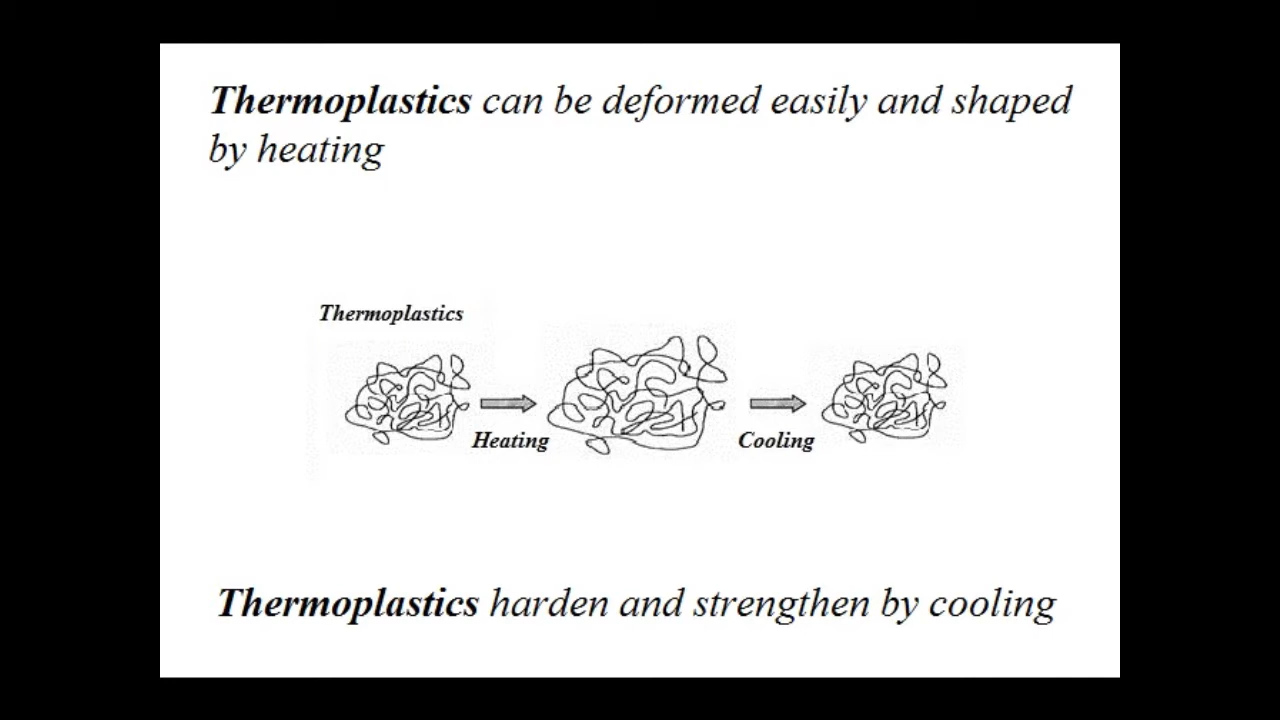 Thermoplastics can be deformed easily and shaped
by heating
Thermoplastics
Heating
Cooling
Thermoplastics harden and strengthen by cooling